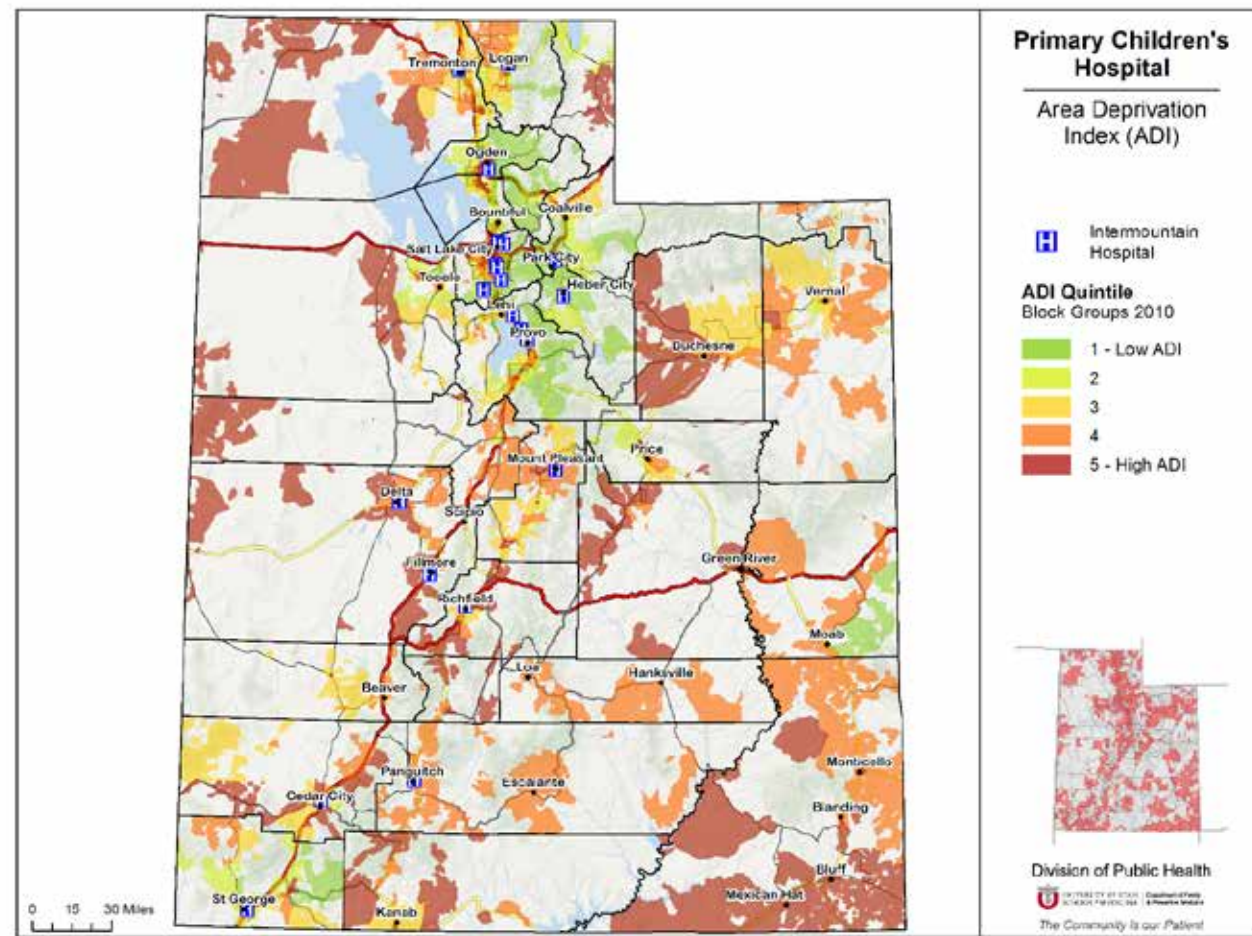 Primary Children's
Hospital
Area Deprivation
Index (ADI)
Intermountain
Hospital
ADI Quintile
Block Groups 2010
1 - Low ADI
2
3
4
5 - High ADI
Division of Public Health
The Community is our Patient
Tremonton
Logan
Ogden
Bountiful
Coalville
Salt Lake City
Park City
Tooele
Heber City
Lehi
Provo
Vernal
Duchesne
Mount Pleasant
Price
Delta
Scipio
Green River
Fillmore
Richfield
Moab
Loa
Hanksville
Beaver
Panguitch
Escalante
Monticello
Cedar City
Blanding
Bluff
St George
Kanab
Mexican Hat
0 15 30 Miles